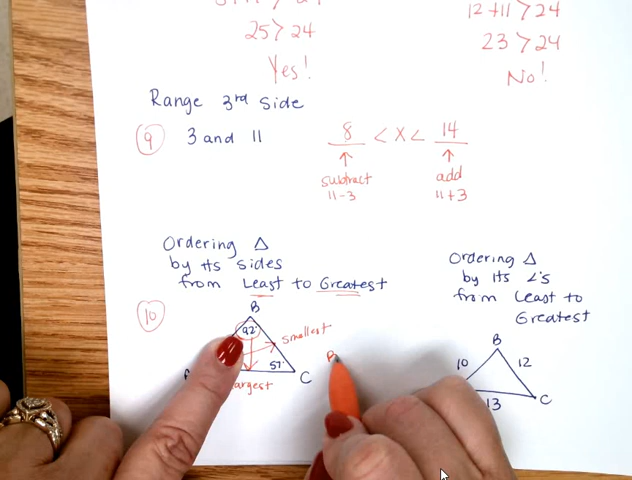 25 > 24
Yes!
12 + 11 > 24
23 > 24
No!
Range 3rd Side
9 3 and 11
8 < X < 14
subtract
11-3
add
11+3
Ordering △
by its sides
from Least to Greatest
10
B
92°
smallest
57°
C
largest
B
Ordering △
by its ∠'s
from Least to
Greatest
B
10
12
13
C